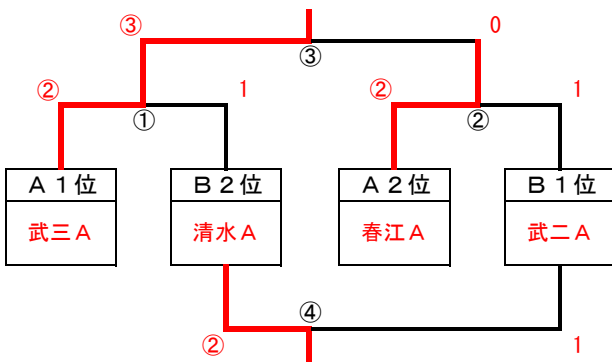 ③ 0
③
② 1 ② 1
① ②
A1位 B2位 A2位 B1位
武三A 清水A 春江A 武二A
④
② 1